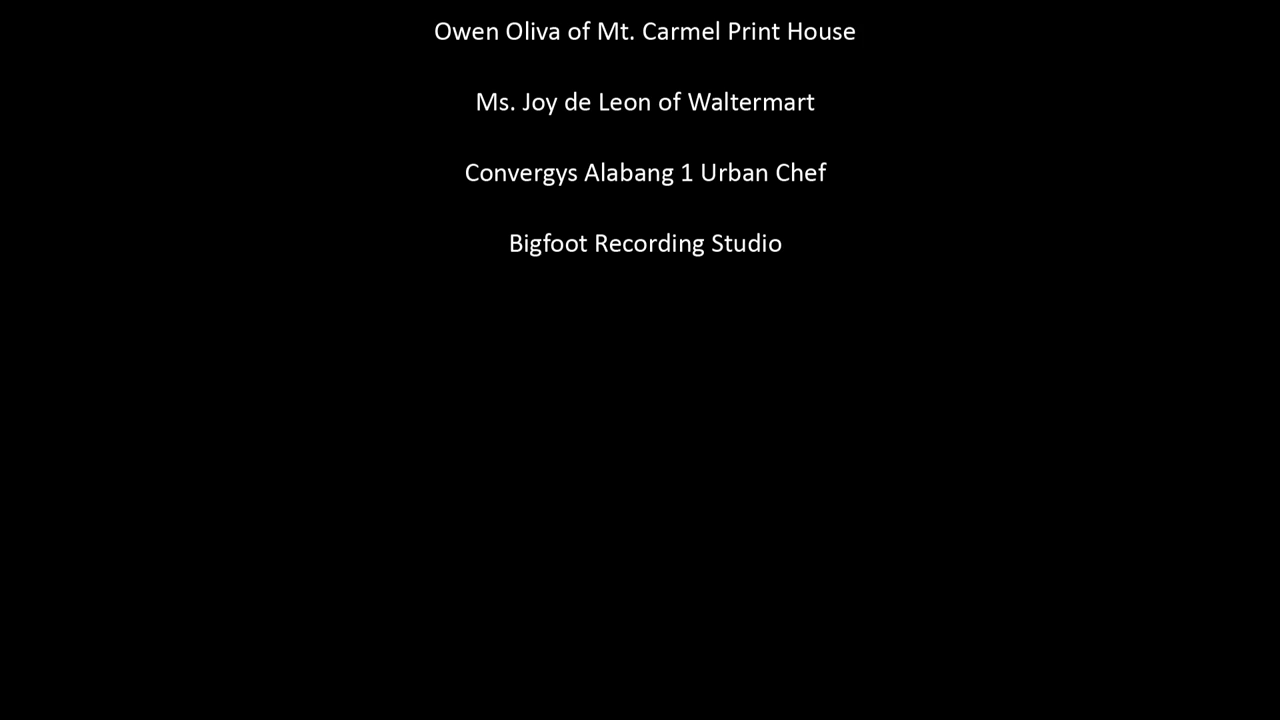 Owen Oliva of Mt. Carmel Print House
Ms. Joy de Leon of Waltermart
Convergys Alabang 1 Urban Chef
Bigfoot Recording Studio